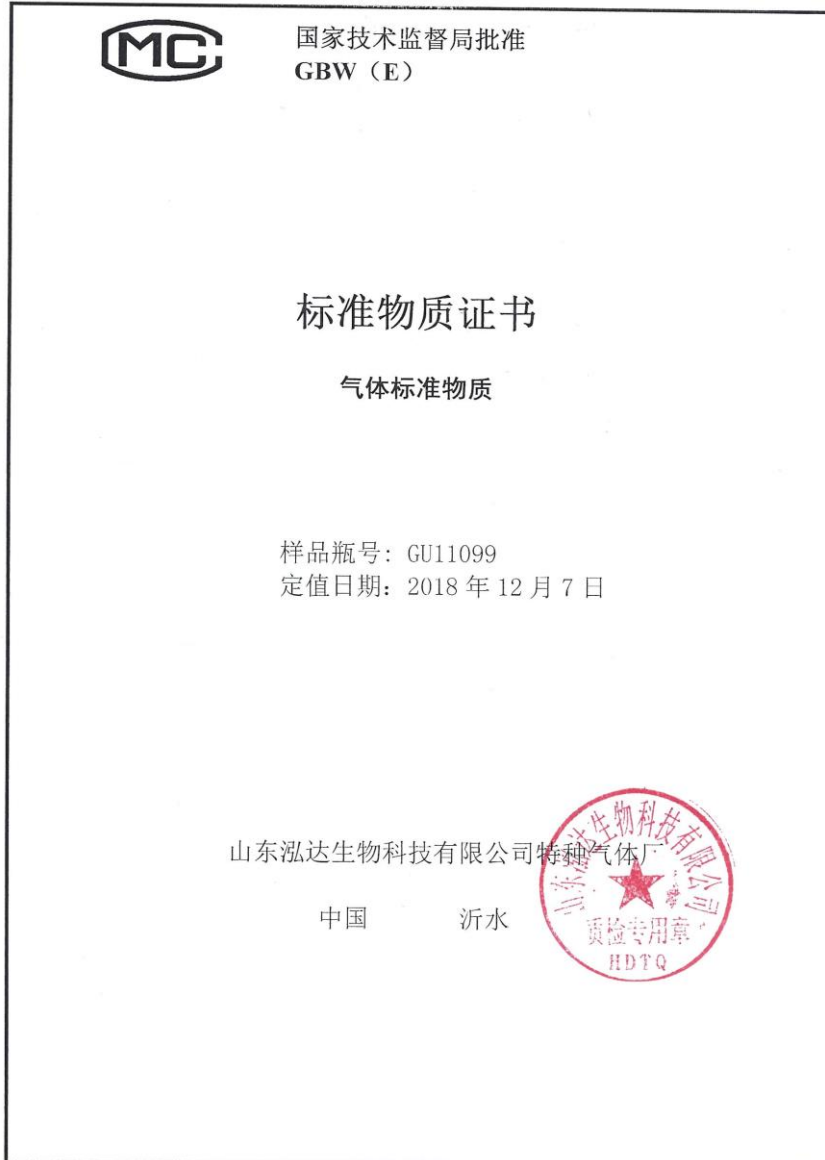 MC
国家技术监督局批准
GBW（E）
标准物质证书
气体标准物质
样品瓶号：GU11099
定值日期：2018 年 12 月 7 日
山东泓达生物科技有限公司特种气体厂
中国 沂水
山东泓达生物科技有限公司
质检专用章
HDTQ